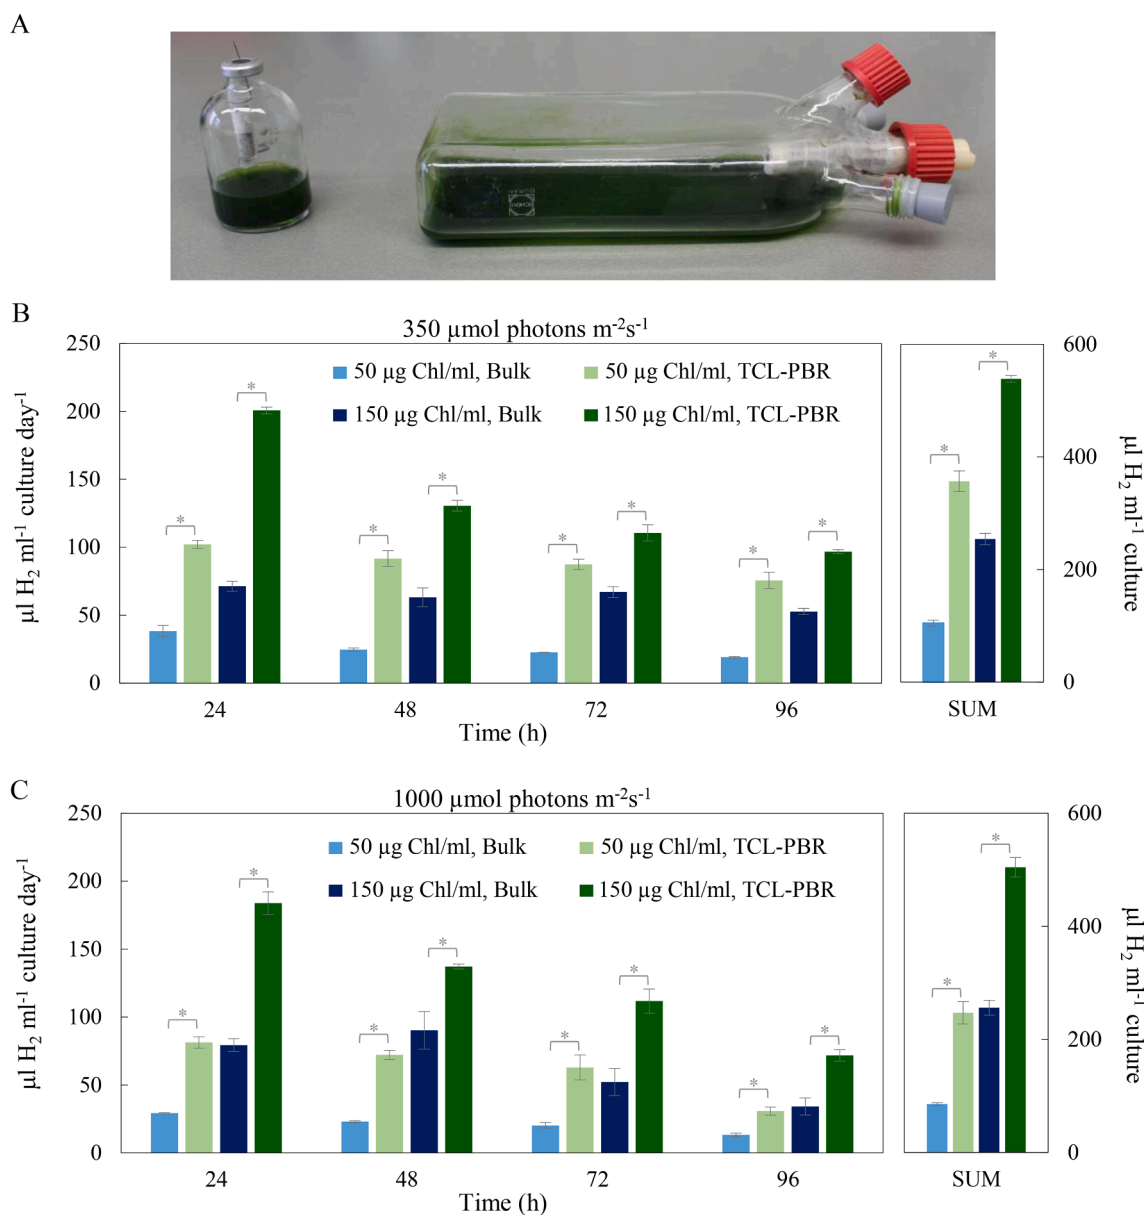 A
SCHOTT
DURAN
B
350 µmol photons m⁻²s⁻¹
250
200
150
100
50
0
µl H₂ ml⁻¹ culture day⁻¹
50 µg Chl/ml, Bulk
50 µg Chl/ml, TCL-PBR
150 µg Chl/ml, Bulk
150 µg Chl/ml, TCL-PBR
* * * * * * * *
24 48 72 96
Time (h)
* *
SUM
600
400
200
0
µl H₂ ml⁻¹ culture
C
1000 µmol photons m⁻²s⁻¹
250
200
150
100
50
0
µl H₂ ml⁻¹ culture day⁻¹
50 µg Chl/ml, Bulk
50 µg Chl/ml, TCL-PBR
150 µg Chl/ml, Bulk
150 µg Chl/ml, TCL-PBR
* * * * * * * *
24 48 72 96
Time (h)
* *
SUM
600
400
200
0
µl H₂ ml⁻¹ culture